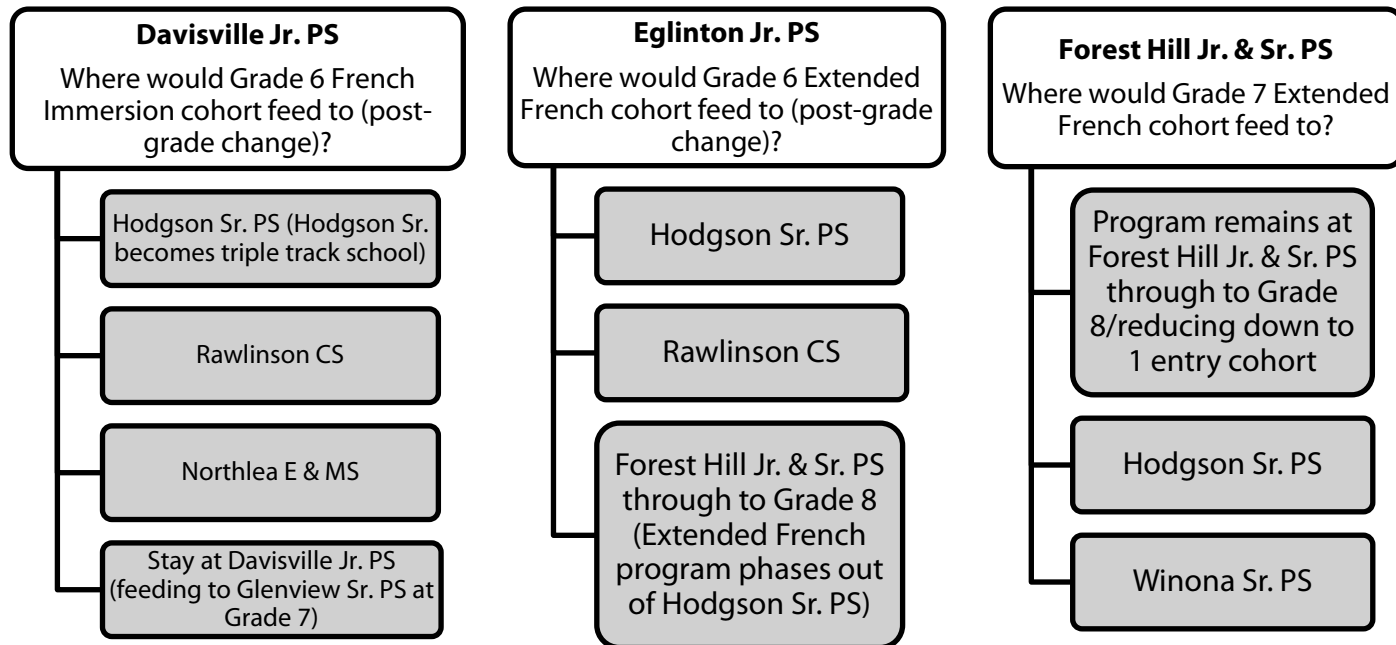 Davisville Jr. PS
Where would Grade 6 French
Immersion cohort feed to (post-
grade change)?
Hodgson Sr. PS (Hodgson Sr.
becomes triple track school)
Rawlinson CS
Northlea E & MS
Stay at Davisville Jr. PS
(feeding to Glenview Sr. PS at
Grade 7)
Eglinton Jr. PS
Where would Grade 6 Extended
French cohort feed to (post-grade
change)?
Hodgson Sr. PS
Rawlinson CS
Forest Hill Jr. & Sr. PS
through to Grade 8
(Extended French
program phases out
of Hodgson Sr. PS)
Forest Hill Jr. & Sr. PS
Where would Grade 7 Extended
French cohort feed to?
Program remains at
Forest Hill Jr. & Sr. PS
through to Grade
8/reducing down to
1 entry cohort
Hodgson Sr. PS
Winona Sr. PS